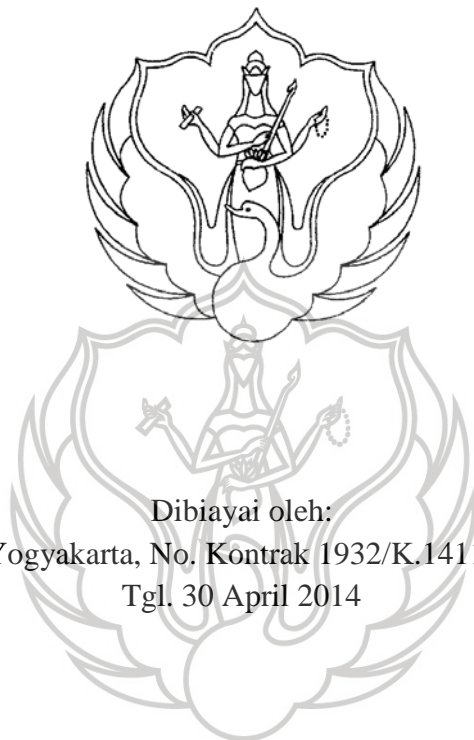 Dibiayai oleh:
Yogyakarta, No. Kontrak 1932/K.141
Tgl. 30 April 2014